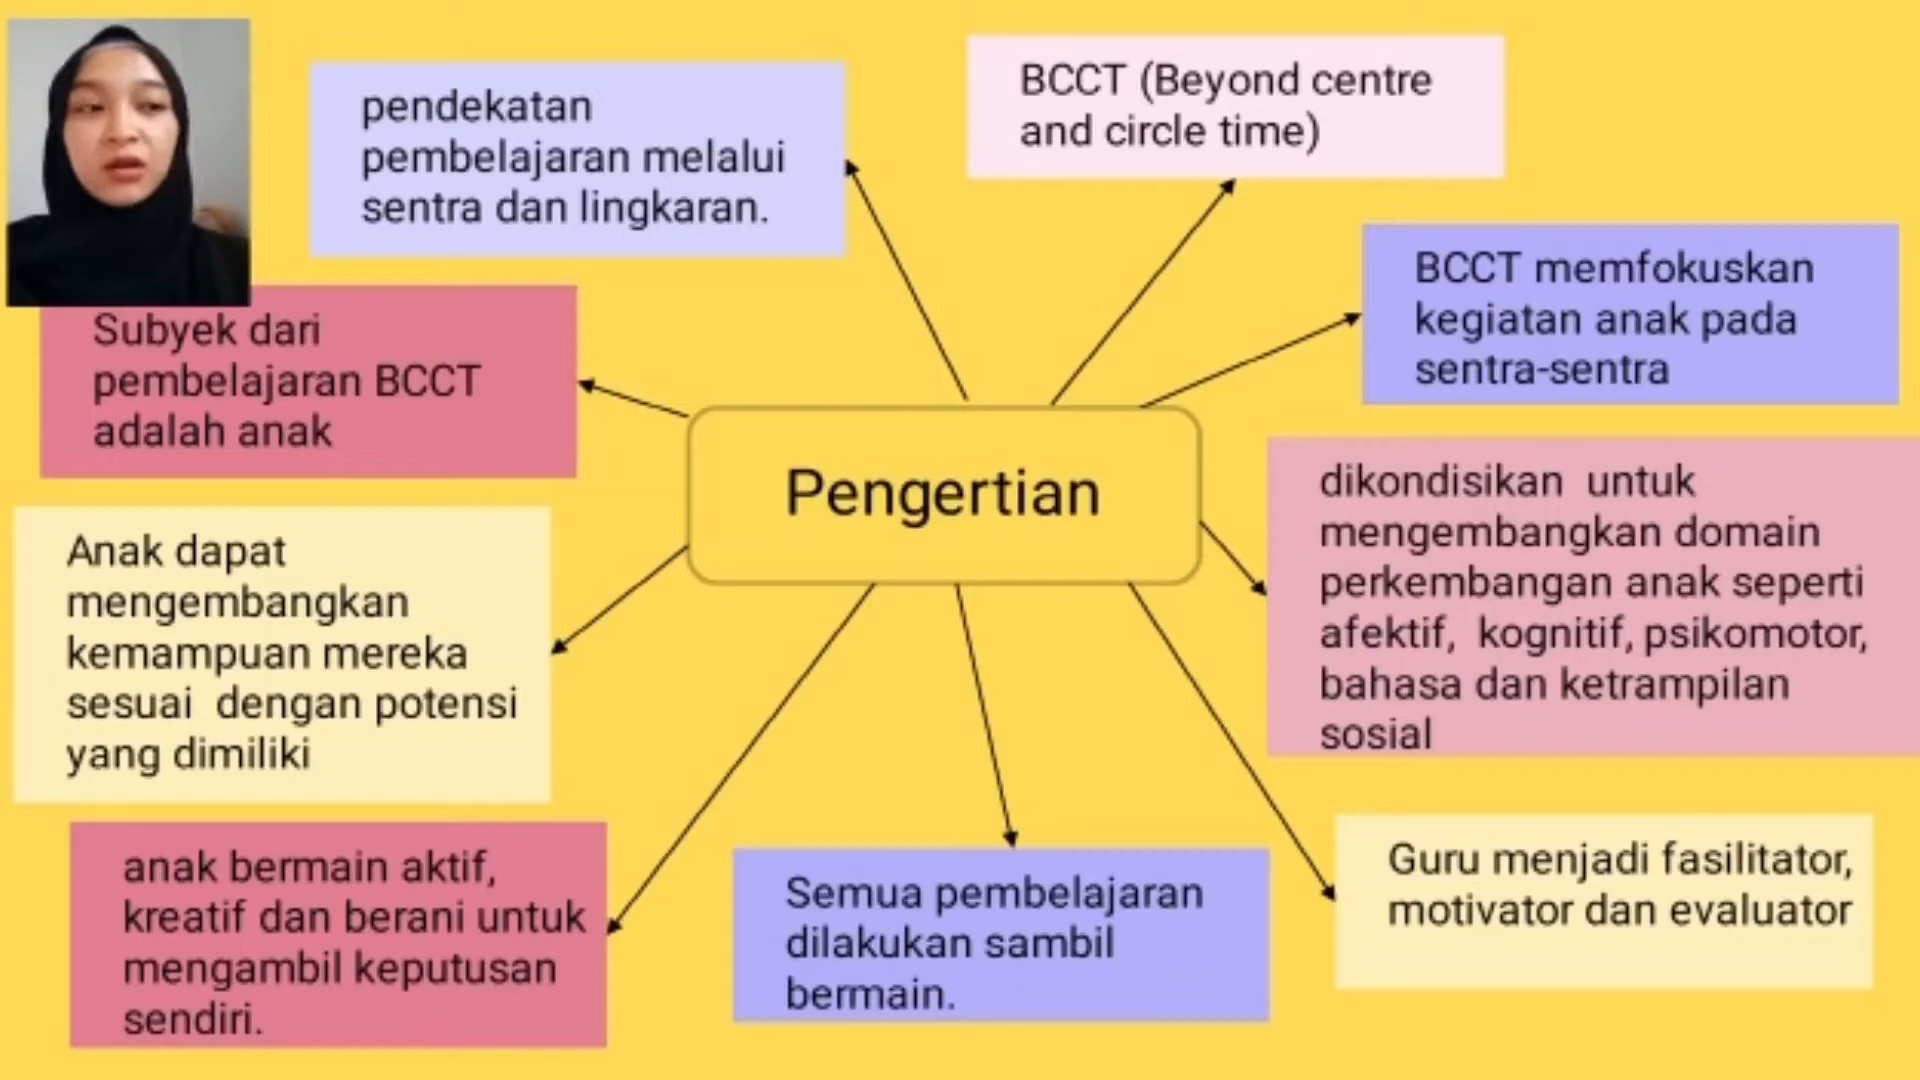 pendekatan
pembelajaran melalui
sentra dan lingkaran.
BCCT (Beyond centre
and circle time)
BCCT memfokuskan
kegiatan anak pada
sentra-sentra
Subyek dari
pembelajaran BCCT
adalah anak
Pengertian
dikondisikan untuk
mengembangkan domain
perkembangan anak seperti
afektif, kognitif, psikomotor,
bahasa dan ketrampilan
sosial
Anak dapat
mengembangkan
kemampuan mereka
sesuai dengan potensi
yang dimiliki
anak bermain aktif,
kreatif dan berani untuk
mengambil keputusan
sendiri.
Semua pembelajaran
dilakukan sambil
bermain.
Guru menjadi fasilitator,
motivator dan evaluator